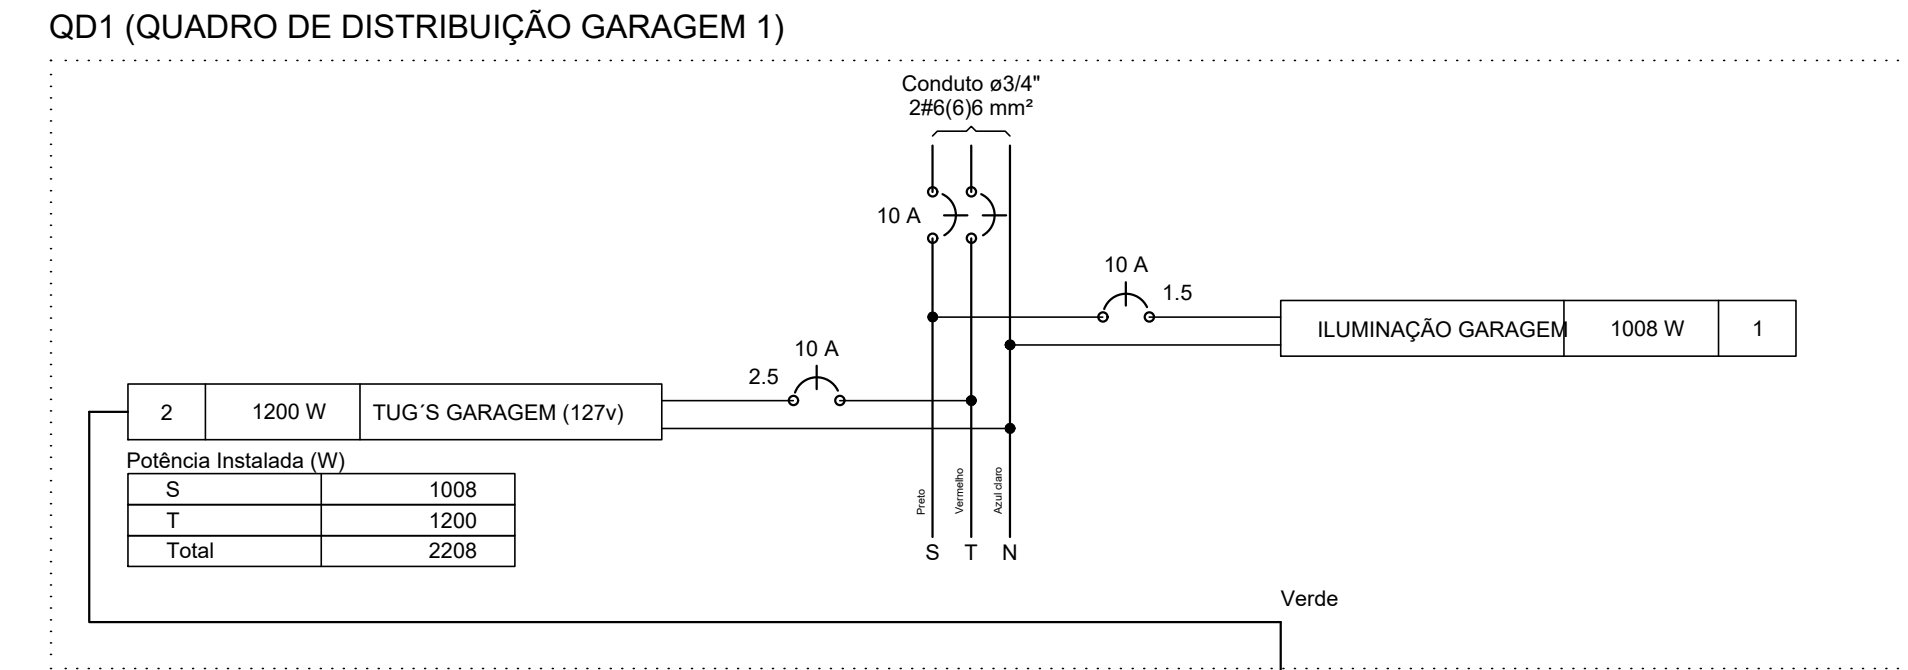 QD1 (QUADRO DE DISTRIBUIÇÃO GARAGEM 1)
Conduto ø3/4"
2#6(6)6 mm²
10 A
10 A
1.5
ILUMINAÇÃO GARAGEM 1008 W 1
10 A
2.5
2 1200 W TUG´S GARAGEM (127v)
Potência Instalada (W)
S 1008
T 1200
Total 2208
Preto
Vermelho
Azul claro
S T N
Verde